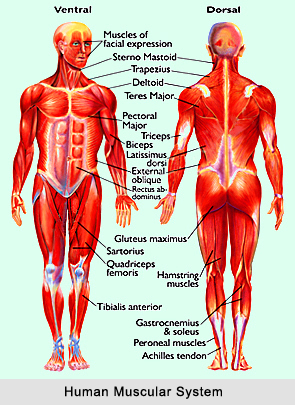 Ventral
Dorsal
Muscles of
facial expression
Sterno Mastoid
Trapezius
Deltoid
Teres Major
Pectoral
Major
Triceps
Biceps
Latissimus
dorsi
External
oblique
Rectus ab-
dominus
Gluteus maximus
Sartorius
Quadriceps
femoris
Hamstring
muscles
Tibialis anterior
Gastrocnemius
& soleus
Peroneal muscles
Achilles tendon
Human Muscular System